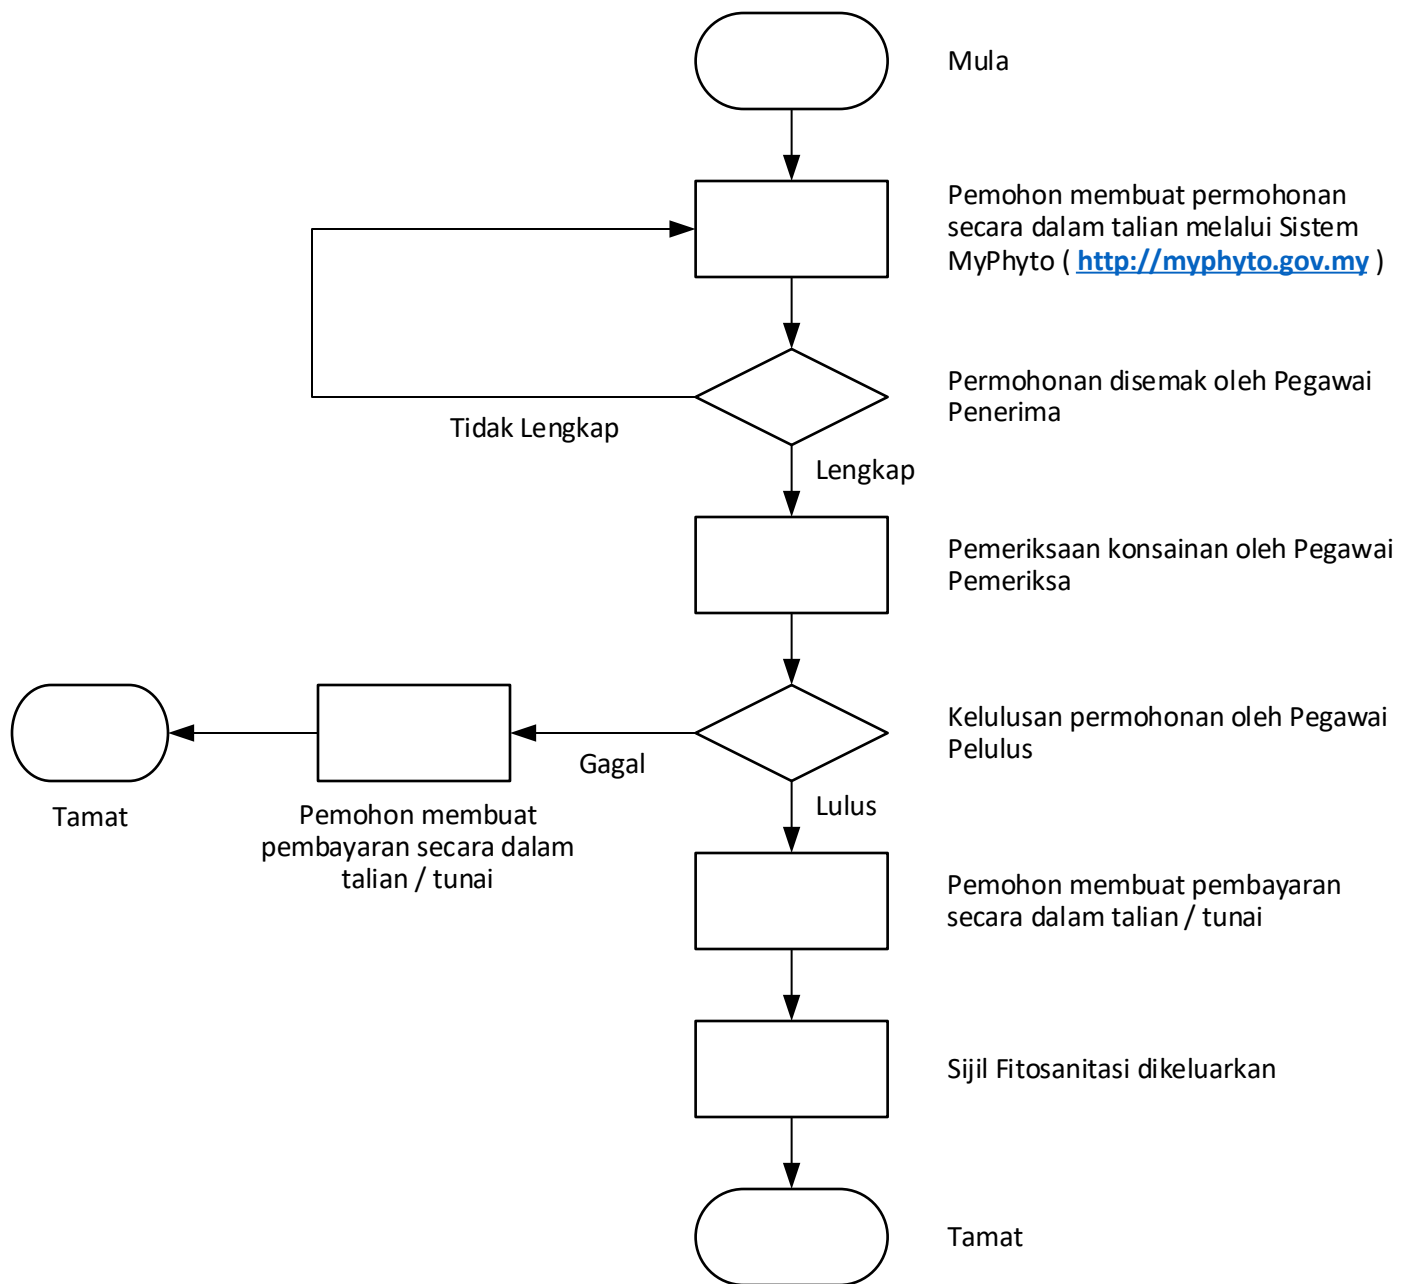 Mula
Pemohon membuat permohonan
secara dalam talian melalui Sistem
MyPhyto ( http://myphyto.gov.my )
Permohonan disemak oleh Pegawai
Penerima
Tidak Lengkap
Lengkap
Pemeriksaan konsainan oleh Pegawai
Pemeriksa
Kelulusan permohonan oleh Pegawai
Pelulus
Gagal
Lulus
Tamat
Pemohon membuat
pembayaran secara dalam
talian / tunai
Pemohon membuat pembayaran
secara dalam talian / tunai
Sijil Fitosanitasi dikeluarkan
Tamat